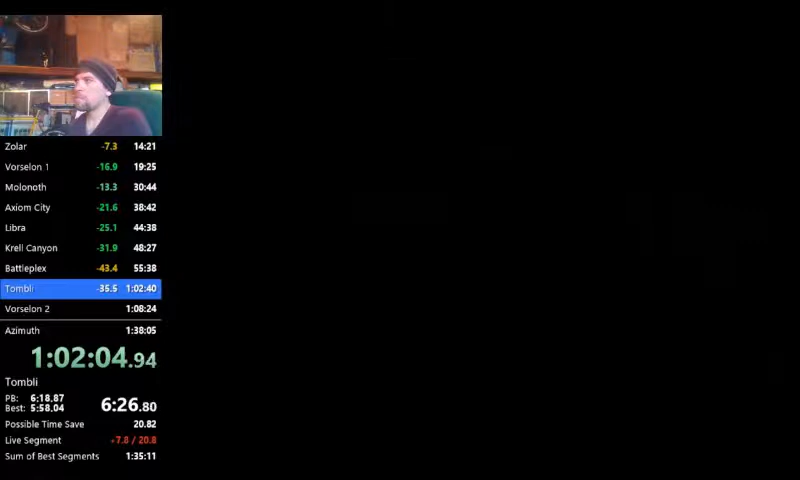 Zolar -7.3 14:21
Vorselon 1 -16.9 19:25
Molonoth -13.3 30:44
Axiom City -21.6 38:42
Libra -25.1 44:38
Krell Canyon -31.9 48:27
Battleplex -43.4 55:38
Tombli -35.5 1:02:40
Vorselon 2 1:08:24
Azimuth 1:38:05
1:02:04.94
Tombli
PB: 6:18.87
Best: 5:58.04 6:26.80
Possible Time Save 20.82
Live Segment +7.8 / 20.8
Sum of Best Segments 1:35:11